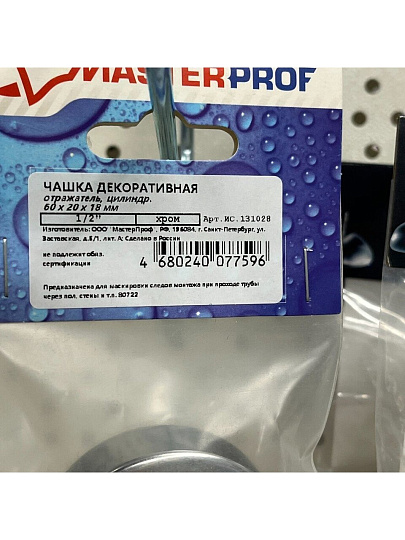 MASTERPROF
ЧАШКА ДЕКОРАТИВНАЯ
отражатель, цилиндр.
60 х 20 х 18 мм
1/2" хром Арт.ИС.131028
Изготовитель: ООО "МастерПроф", РФ, 196084, г. Санкт-Петербург, ул.
Заставская, д.5/1, лит. А; Сделано в России
не подлежит обяз.
сертификации
4 680240 077596
Предназначена для маскировки следов монтажа при проходе трубы
через пол, стены и т.п. 80722